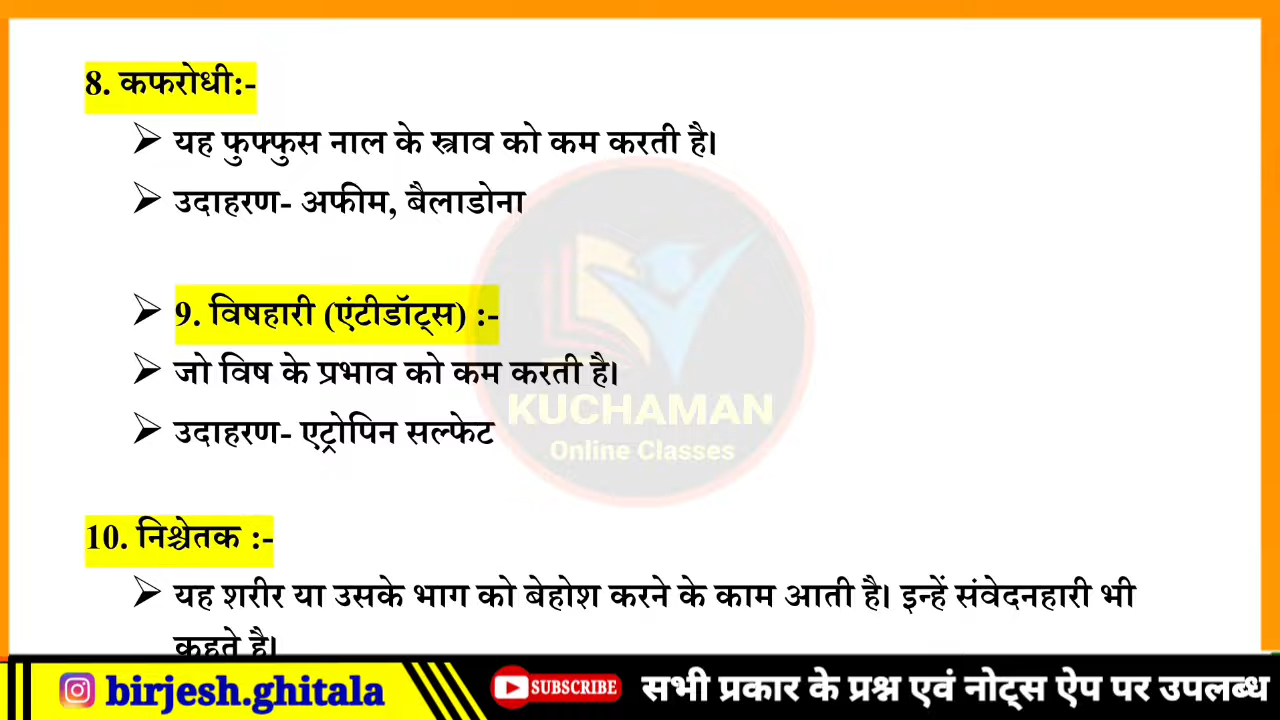 8. कफरोधी:-
➢ यह फुफ्फुस नाल के स्त्राव को कम करती है।
➢ उदाहरण- अफीम, बैलाडोना
➢ 9. विषहारी (एंटीडॉट्स) :-
➢ जो विष के प्रभाव को कम करती है।
➢ उदाहरण- एट्रोपिन सल्फेट
KUCHAMAN
Online Classes
10. निश्चेतक :-
➢ यह शरीर या उसके भाग को बेहोश करने के काम आती है। इन्हें संवेदनहारी भी
कहते है।
birjesh.ghitala SUBSCRIBE सभी प्रकार के प्रश्न एवं नोट्स ऐप पर उपलब्ध